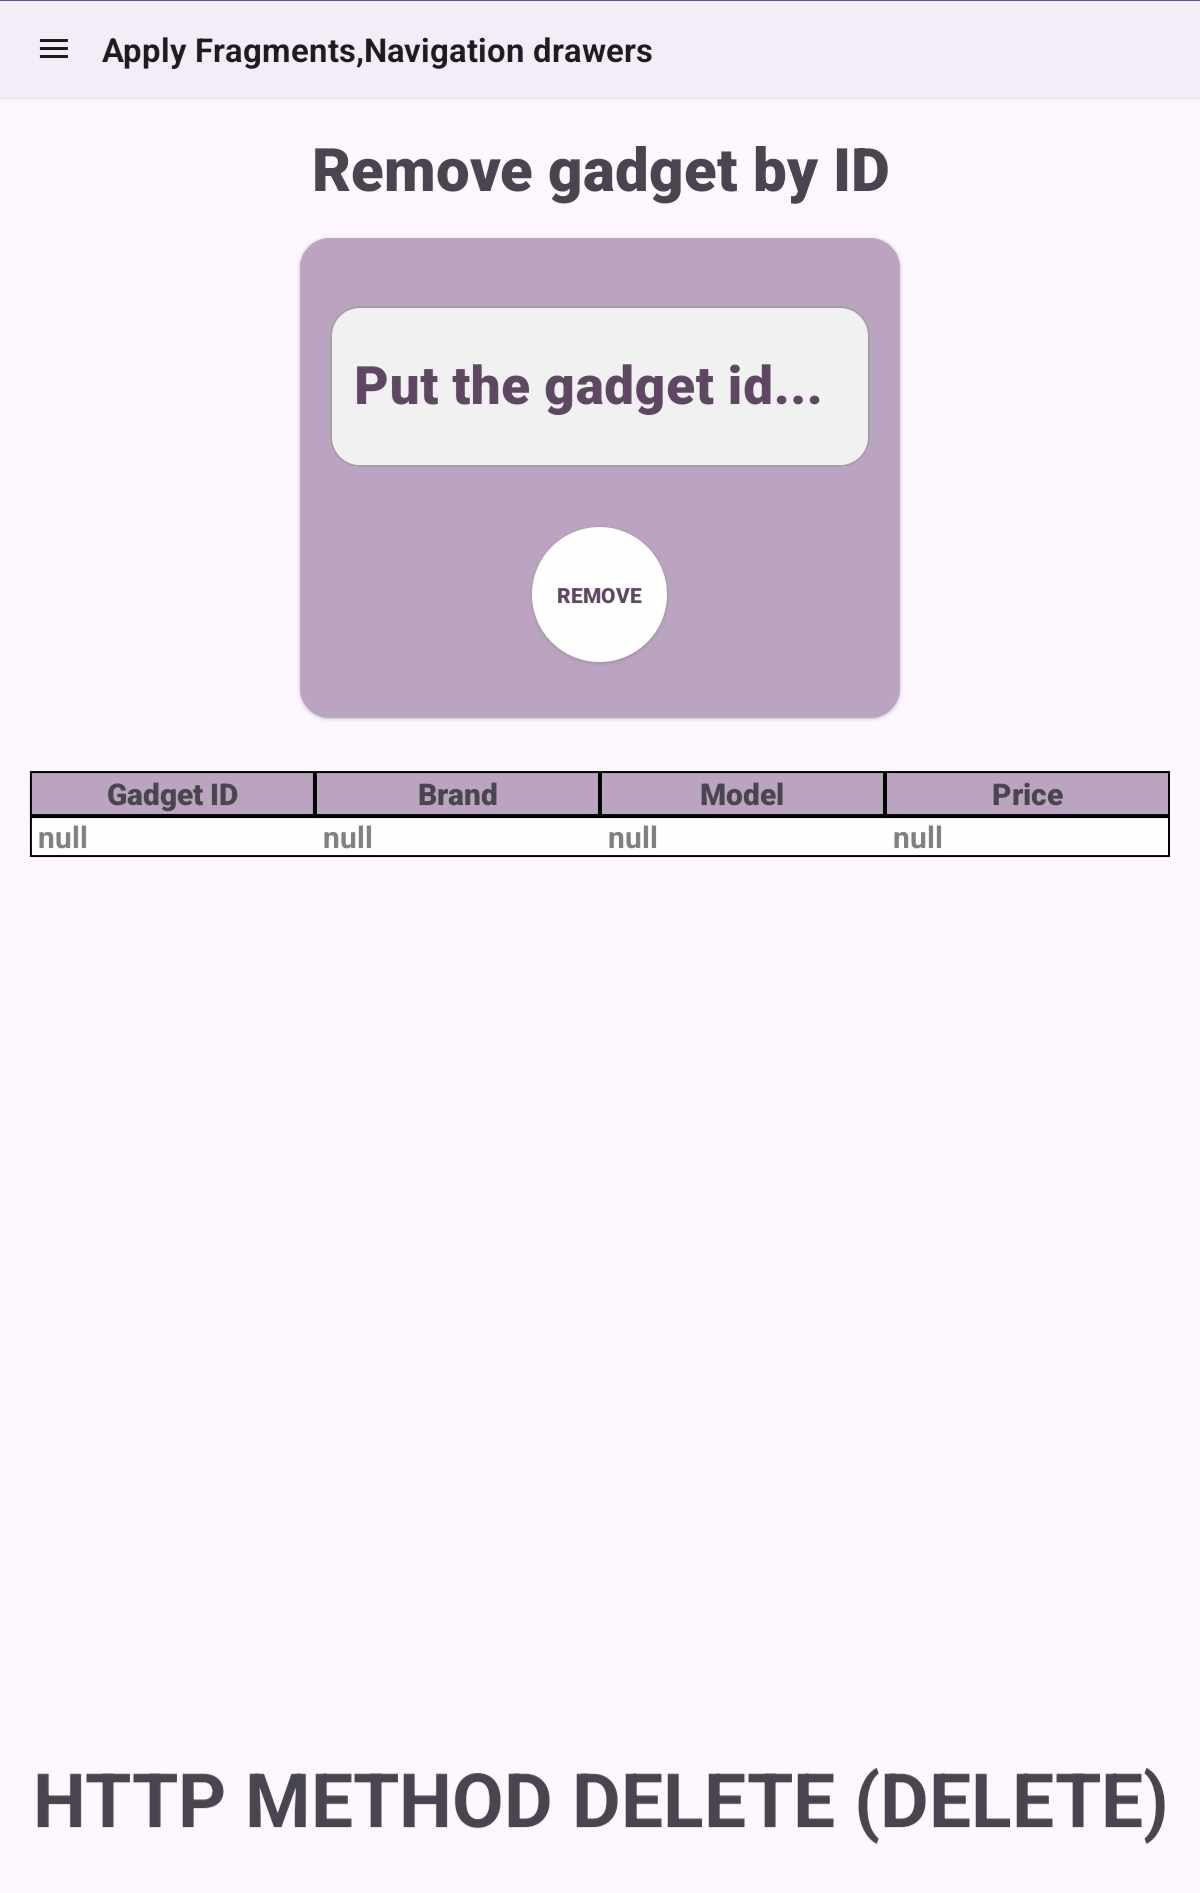 Apply Fragments,Navigation drawers
Remove gadget by ID
Put the gadget id...
REMOVE
Gadget ID Brand Model Price
null null null null
HTTP METHOD DELETE (DELETE)